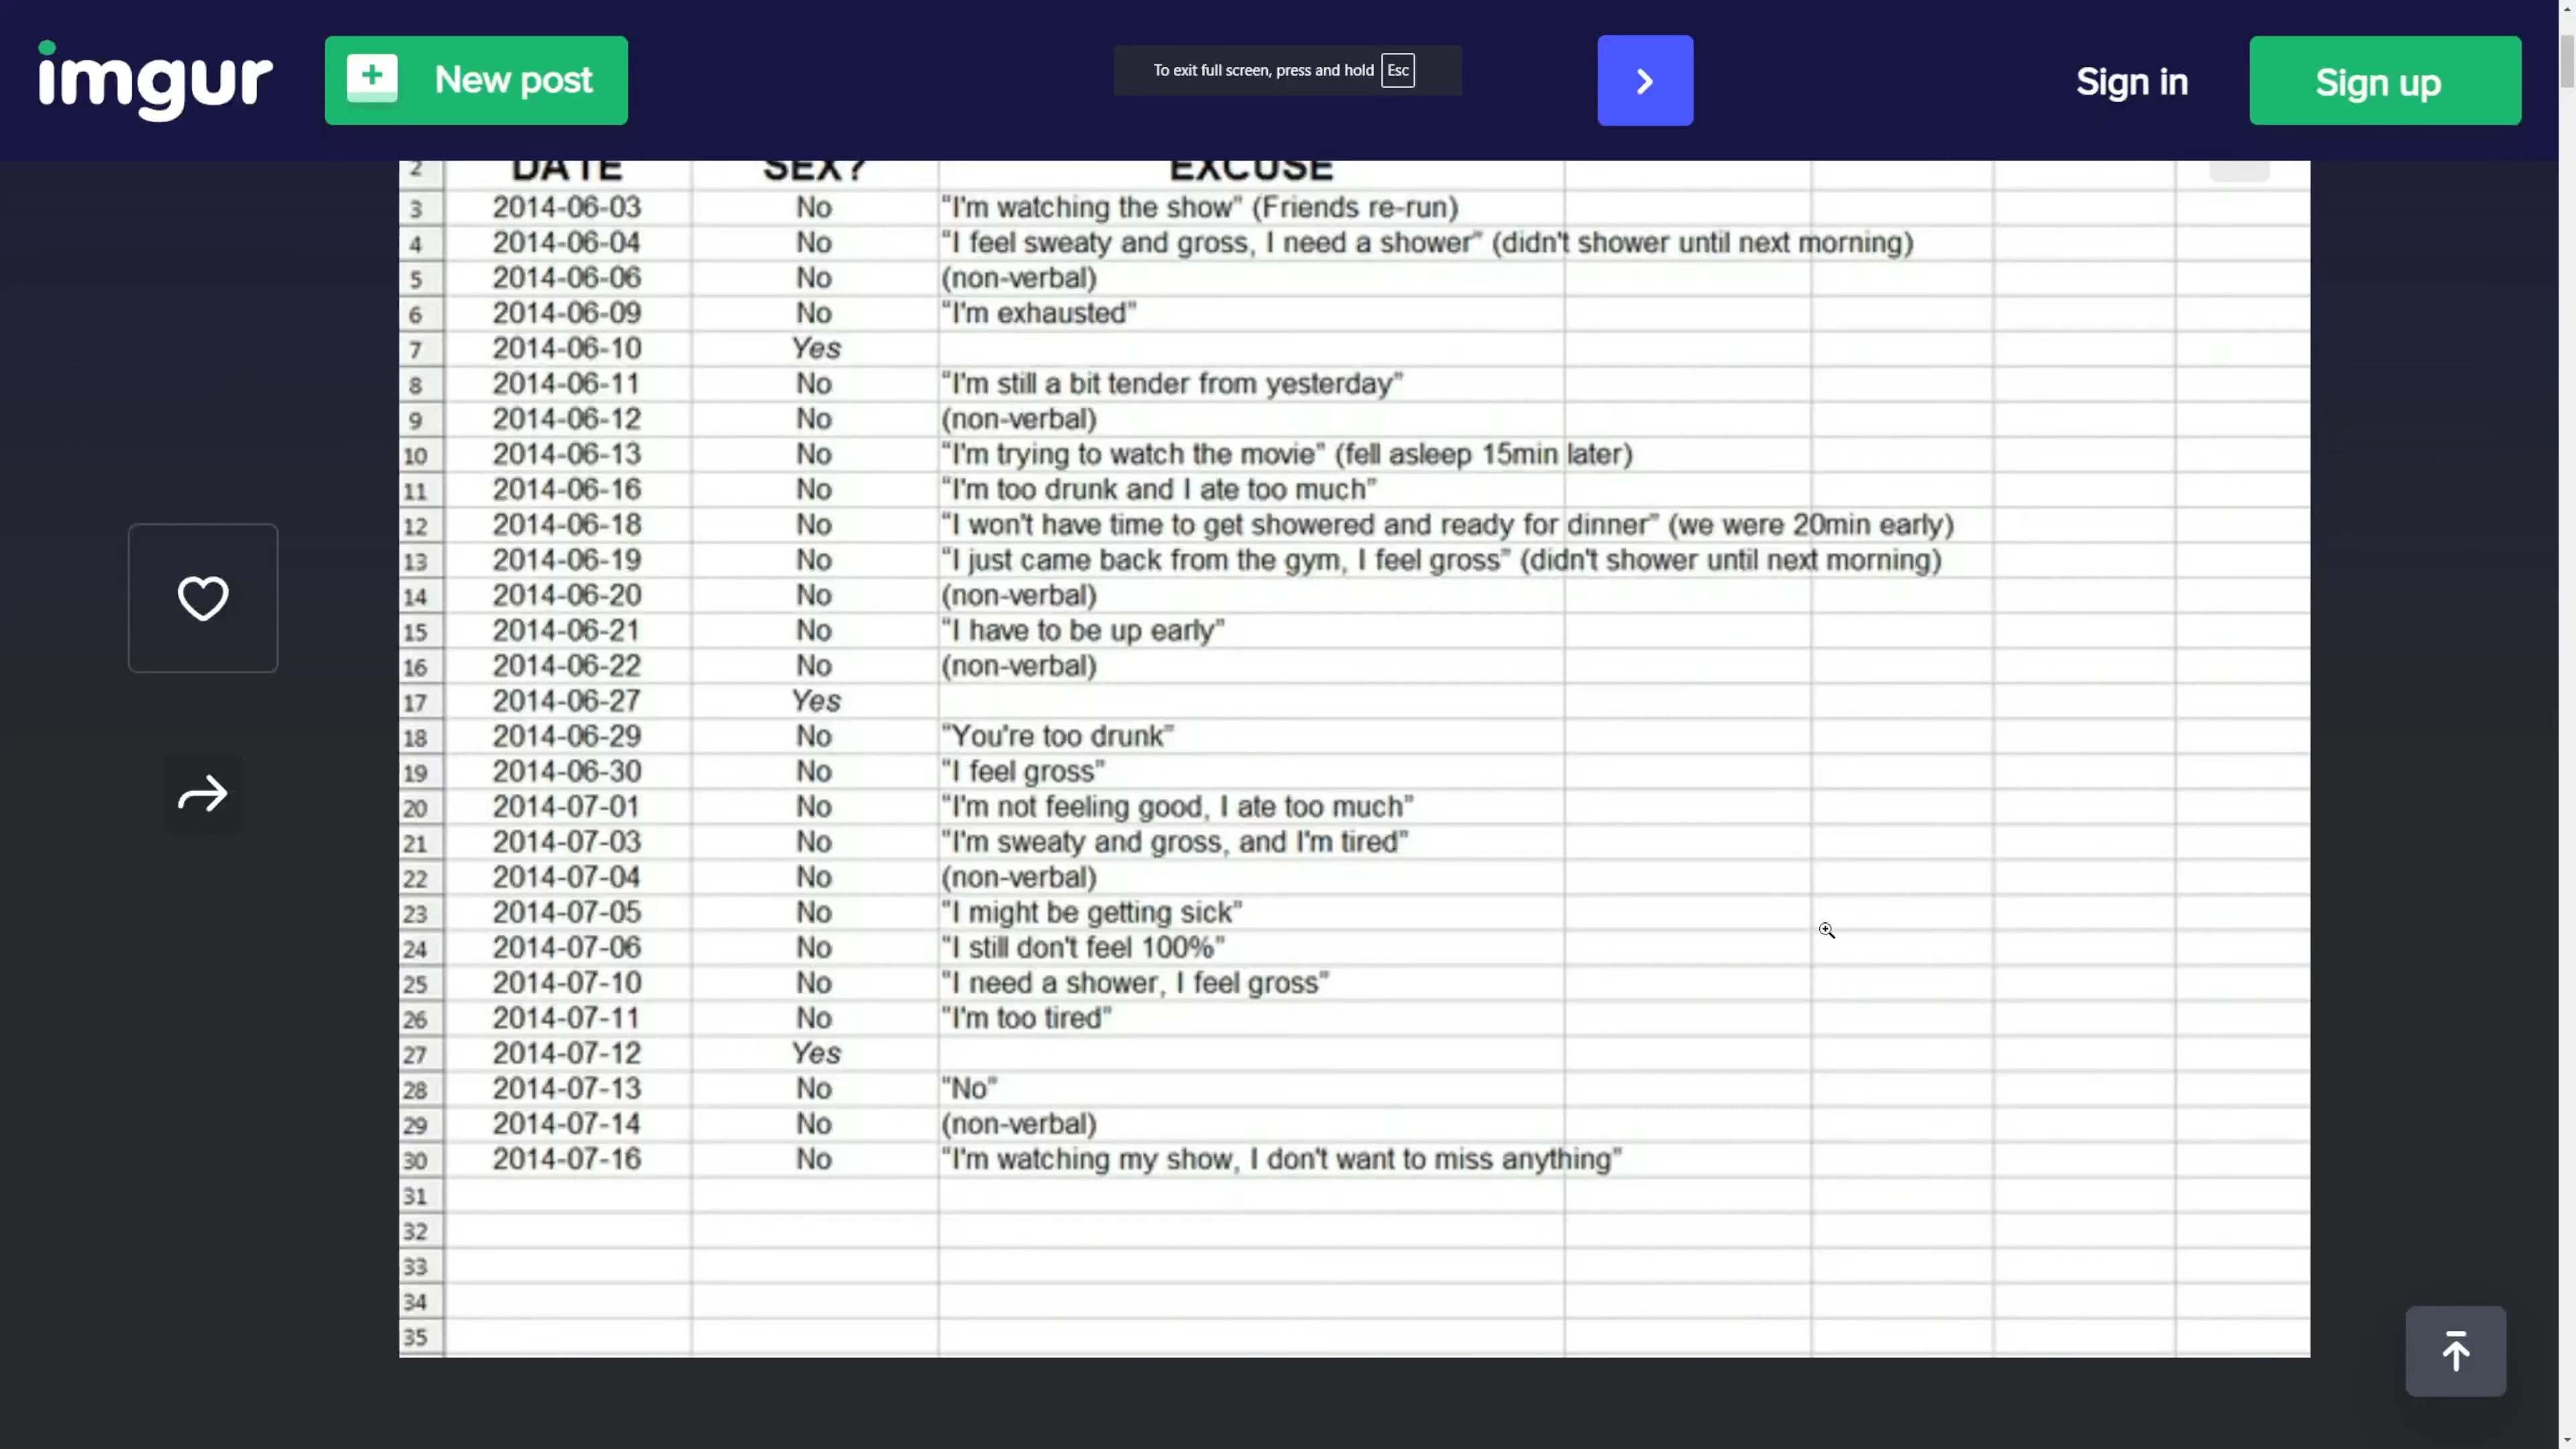 imgur
New post
To exit full screen, press and hold Esc
Sign in
Sign up
2 DATE SEX? EXCUSE
3 2014-06-03 No “I'm watching the show” (Friends re-run)
4 2014-06-04 No “I feel sweaty and gross, I need a shower” (didn't shower until next morning)
5 2014-06-06 No (non-verbal)
6 2014-06-09 No “I'm exhausted”
7 2014-06-10 Yes
8 2014-06-11 No “I'm still a bit tender from yesterday”
9 2014-06-12 No (non-verbal)
10 2014-06-13 No “I'm trying to watch the movie” (fell asleep 15min later)
11 2014-06-16 No “I'm too drunk and I ate too much”
12 2014-06-18 No “I won't have time to get showered and ready for dinner” (we were 20min early)
13 2014-06-19 No “I just came back from the gym, I feel gross” (didn't shower until next morning)
14 2014-06-20 No (non-verbal)
15 2014-06-21 No “I have to be up early”
16 2014-06-22 No (non-verbal)
17 2014-06-27 Yes
18 2014-06-29 No “You're too drunk”
19 2014-06-30 No “I feel gross”
20 2014-07-01 No “I'm not feeling good, I ate too much”
21 2014-07-03 No “I'm sweaty and gross, and I'm tired”
22 2014-07-04 No (non-verbal)
23 2014-07-05 No “I might be getting sick”
24 2014-07-06 No “I still don't feel 100%”
25 2014-07-10 No “I need a shower, I feel gross”
26 2014-07-11 No “I'm too tired”
27 2014-07-12 Yes
28 2014-07-13 No “No”
29 2014-07-14 No (non-verbal)
30 2014-07-16 No “I'm watching my show, I don't want to miss anything”
31
32
33
34
35